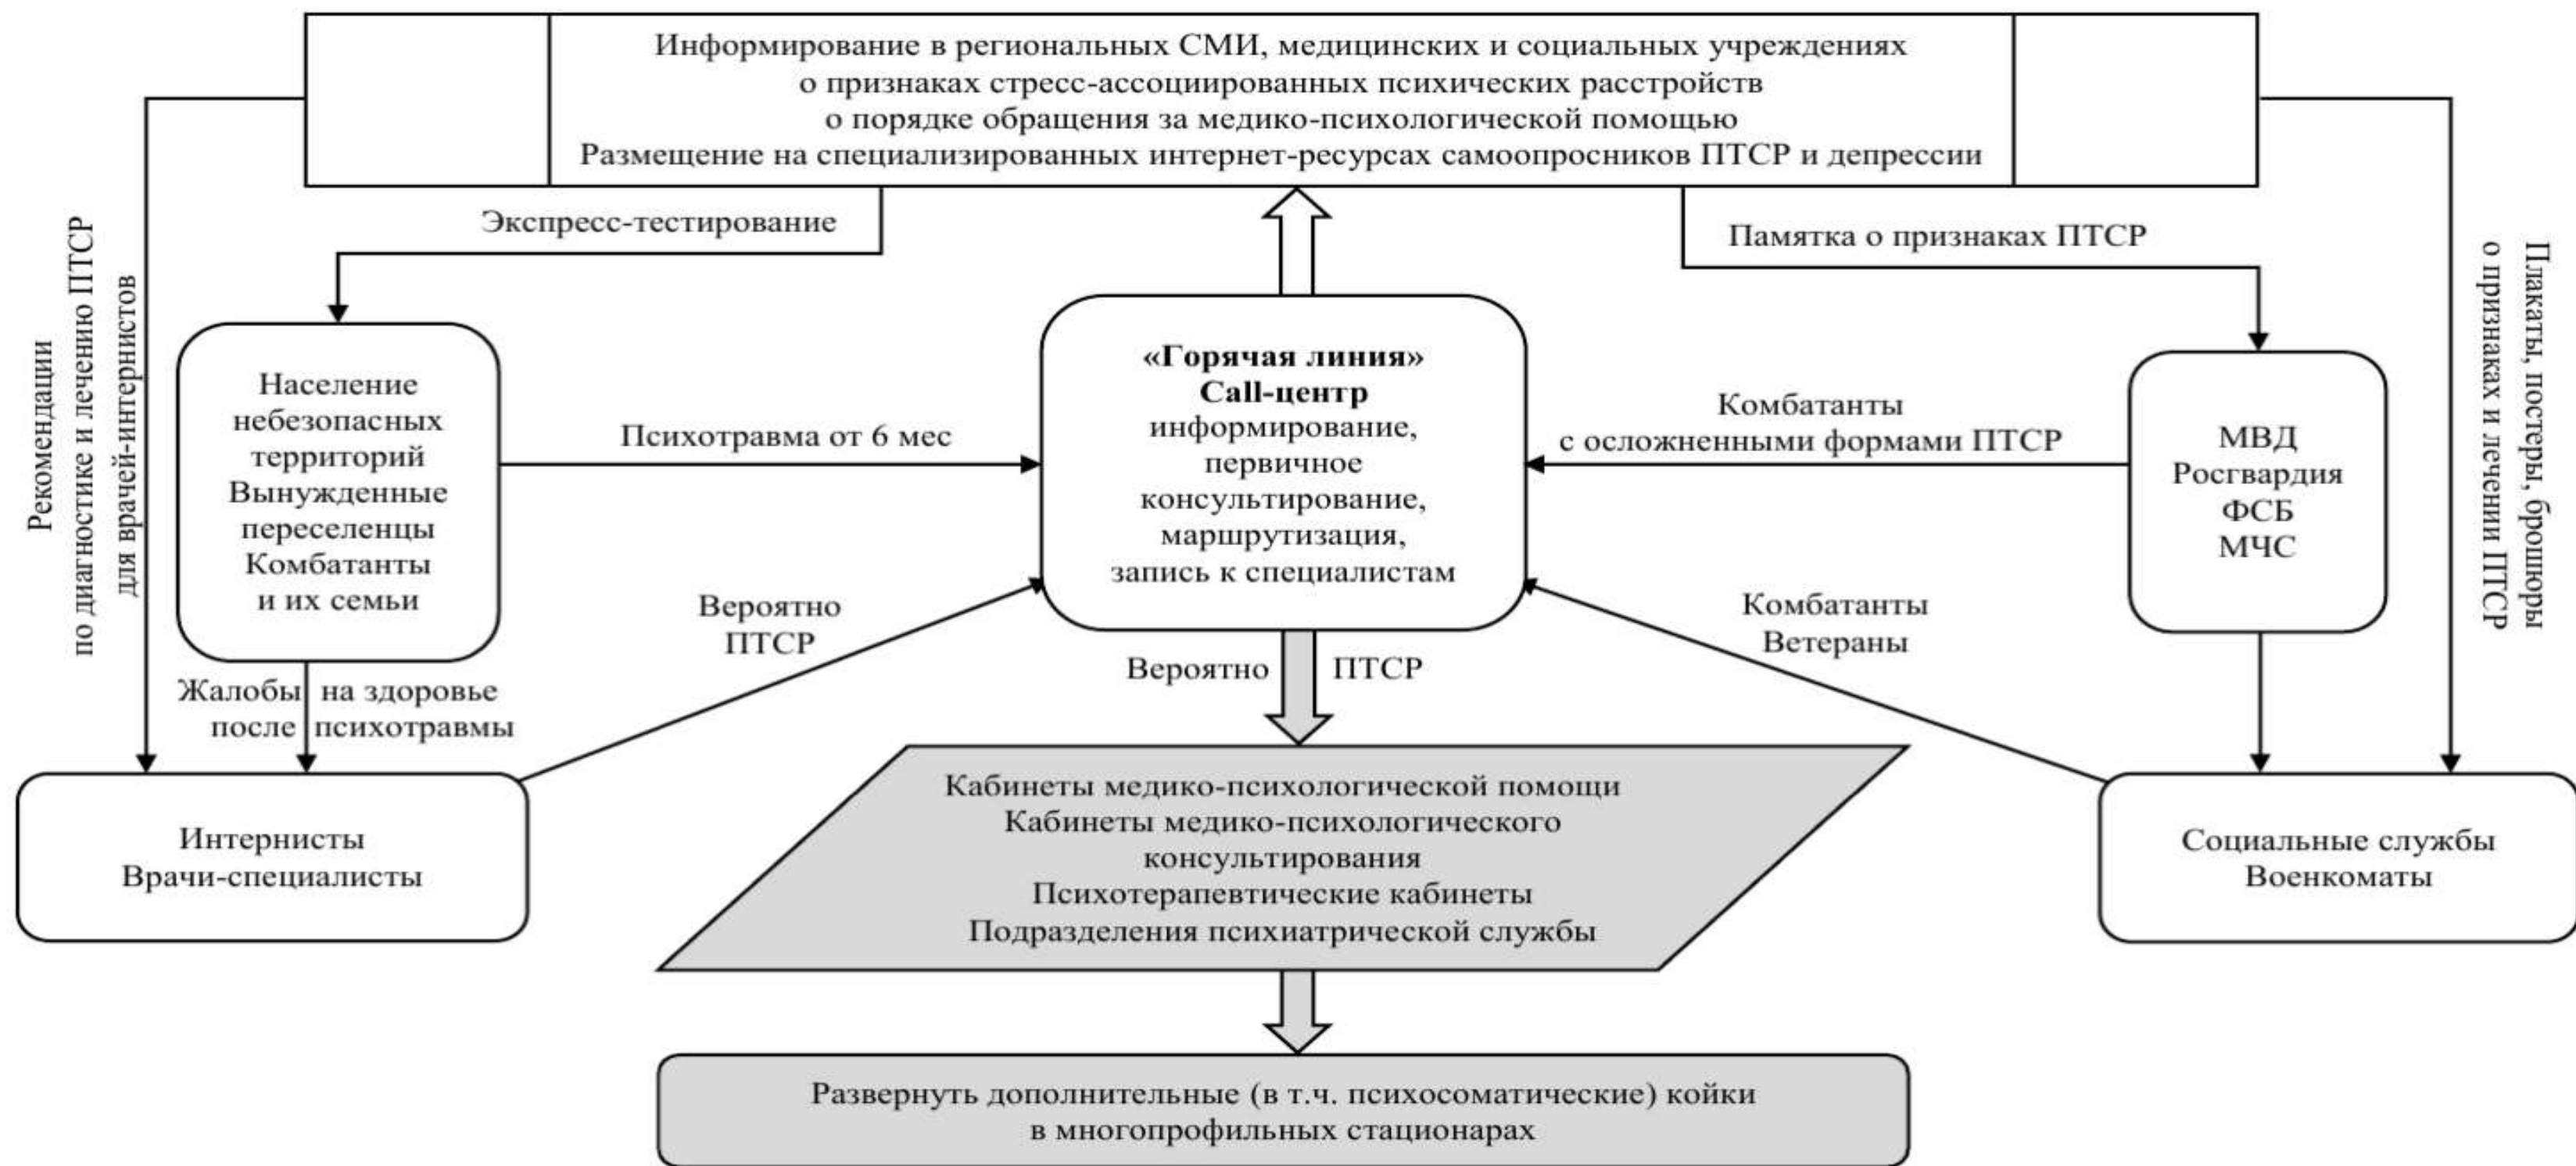 Информирование в региональных СМИ, медицинских и социальных учреждениях
о признаках стресс-ассоциированных психических расстройств
о порядке обращения за медико-психологической помощью
Размещение на специализированных интернет-ресурсах самоопросников ПТСР и депрессии
Экспресс-тестирование
Памятка о признаках ПТСР
Рекомендации
по диагностике и лечению ПТСР
для врачей-интернистов
Плакаты, постеры, брошюры
о признаках и лечении ПТСР
Население
небезопасных
территорий
Вынужденные
переселенцы
Комбатанты
и их семьи
Психотравма от 6 мес
«Горячая линия»
Call-центр
информирование,
первичное
консультирование,
маршрутизация,
запись к специалистам
Комбатанты
с осложненными формами ПТСР
МВД
Росгвардия
ФСБ
МЧС
Вероятно
ПТСР
Комбатанты
Ветераны
Жалобы на здоровье
после психотравмы
Вероятно ПТСР
Интернисты
Врачи-специалисты
Кабинеты медико-психологической помощи
Кабинеты медико-психологического
консультирования
Психотерапевтические кабинеты
Подразделения психиатрической службы
Социальные службы
Военкоматы
Развернуть дополнительные (в т.ч. психосоматические) койки
в многопрофильных стационарах